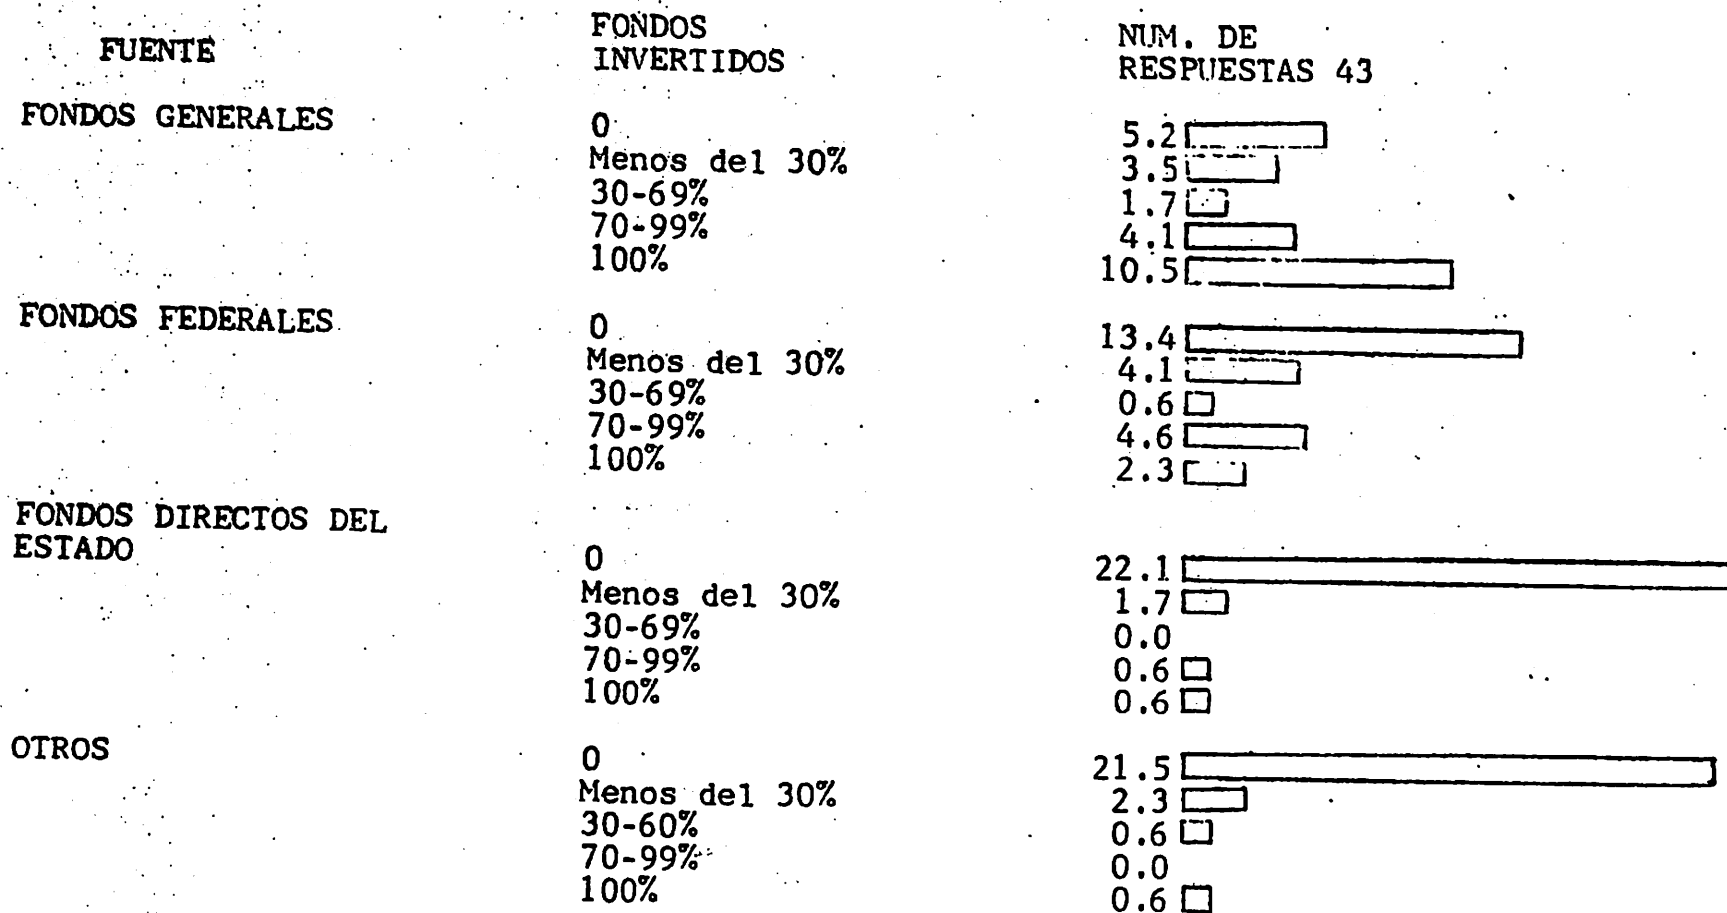 FUENTE FONDOS INVERTIDOS NUM. DE RESPUESTAS 43
FONDOS GENERALES
0 5.2
Menos del 30% 3.5
30-69% 1.7
70-99% 4.1
100% 10.5
FONDOS FEDERALES
0 13.4
Menos del 30% 4.1
30-69% 0.6
70-99% 4.6
100% 2.3
FONDOS DIRECTOS DEL
ESTADO
0 22.1
Menos del 30% 1.7
30-69% 0.0
70-99% 0.6
100% 0.6
OTROS
0 21.5
Menos del 30% 2.3
30-60% 0.6
70-99% 0.0
100% 0.6